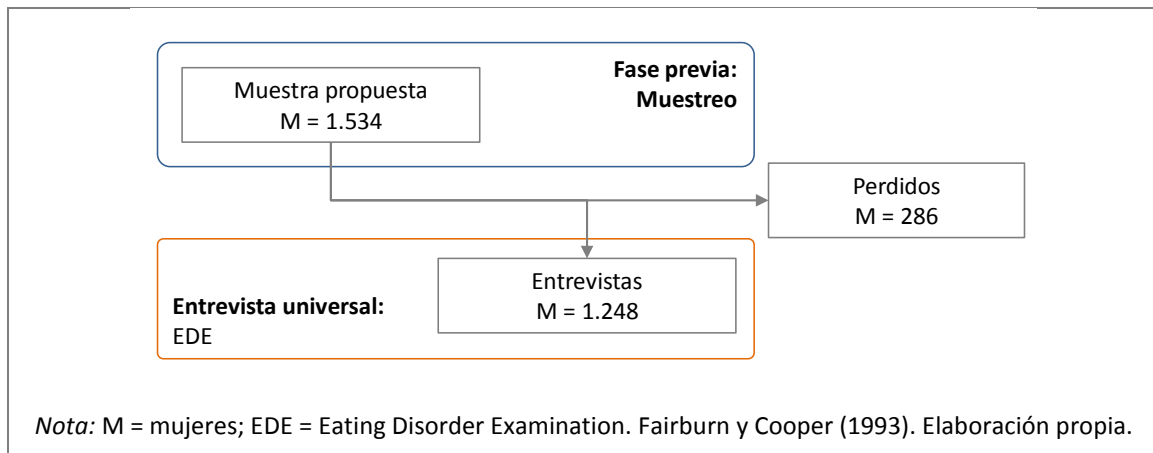 Fase previa:
Muestreo
Muestra propuesta
M = 1.534
Perdidos
M = 286
Entrevistas
M = 1.248
Entrevista universal:
EDE
Nota: M = mujeres; EDE = Eating Disorder Examination. Fairburn y Cooper (1993). Elaboración propia.